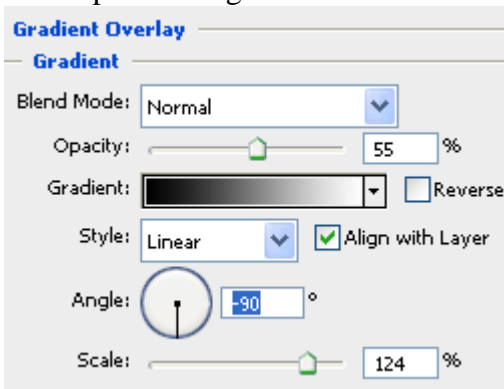 Gradient Overlay
Gradient
Blend Mode: Normal
Opacity: 55 %
Gradient: Reverse
Style: Linear Align with Layer
Angle: -90 °
Scale: 124 %